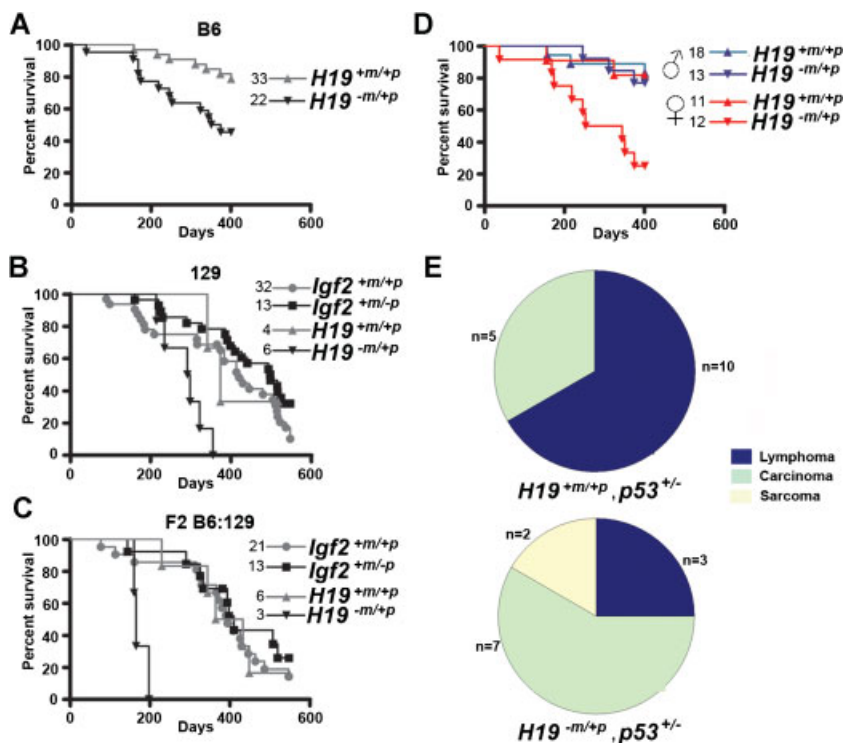 A
B6
Percent survival
100
80
60
40
20
0
0 200 400 600
Days
33 H19 +m/+p
22 H19 -m/+p
B
129
Percent survival
100
80
60
40
20
0
0 200 400 600
Days
32 Igf2 +m/+p
13 Igf2 +m/-p
4 H19 +m/+p
6 H19 -m/+p
C
F2 B6:129
Percent survival
100
80
60
40
20
0
0 200 400 600
Days
21 Igf2 +m/+p
13 Igf2 +m/-p
6 H19 +m/+p
3 H19 -m/+p
D
Percent survival
100
80
60
40
20
0
0 200 400 600
Days
♂ 18 H19 +m/+p
13 H19 -m/+p
♀ 11 H19 +m/+p
12 H19 -m/+p
E
n=5
n=10
H19 +m/+p, p53 +/-
Lymphoma
Carcinoma
Sarcoma
n=2
n=3
n=7
H19 -m/+p, p53 +/-